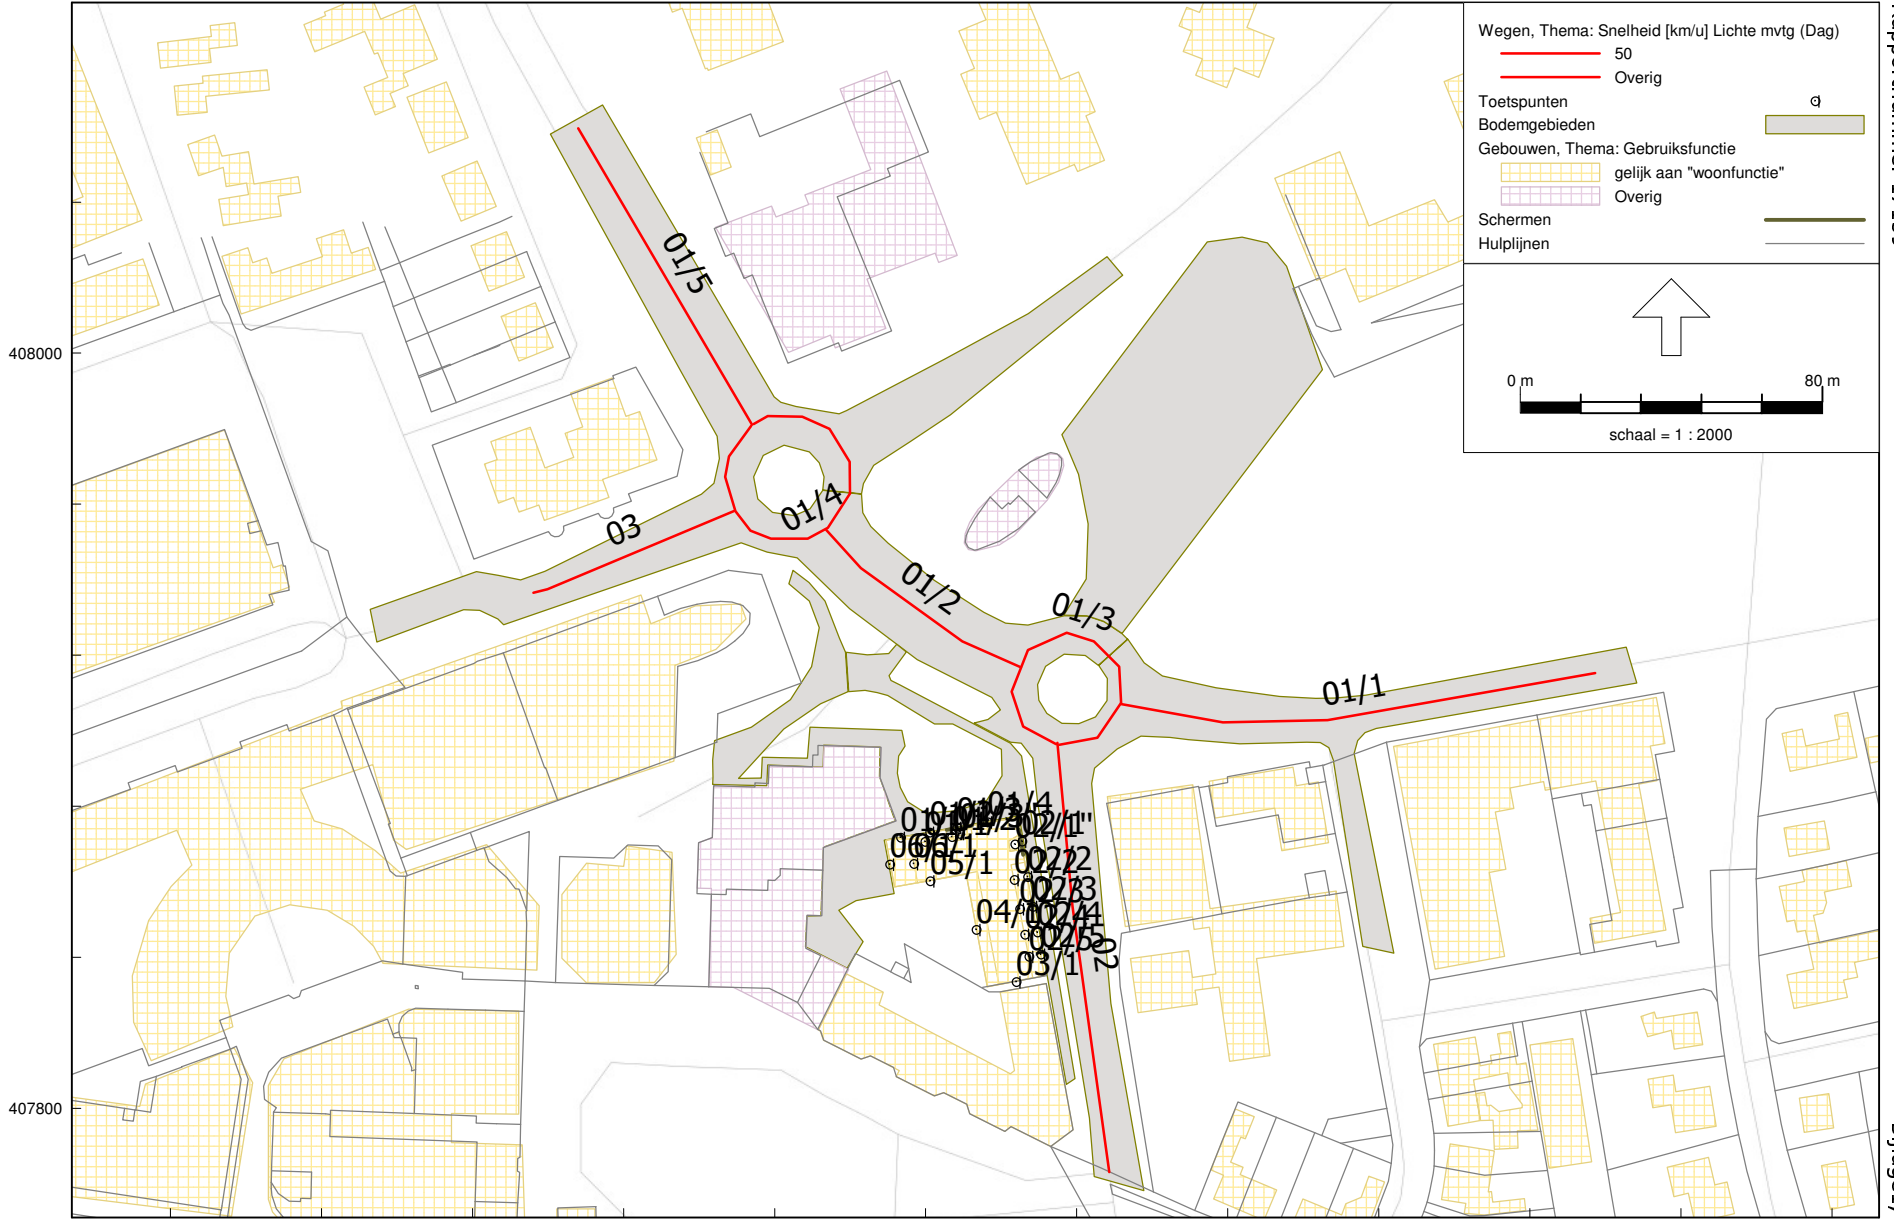 Wegen, Thema: Snelheid [km/u] Lichte mvtg (Dag)
50
Overig
Toetspunten
Bodemgebieden
Gebouwen, Thema: Gebruiksfunctie
gelijk aan "woonfunctie"
Overig
Schermen
Hulplijnen
0 m 80 m
schaal = 1 : 2000
408000
407800
01/5
01/4
03
01/2
01/3
01/1
01/4
02/2
06/1
05/1
02/3
04/1
02/4
02/5
03/1
02